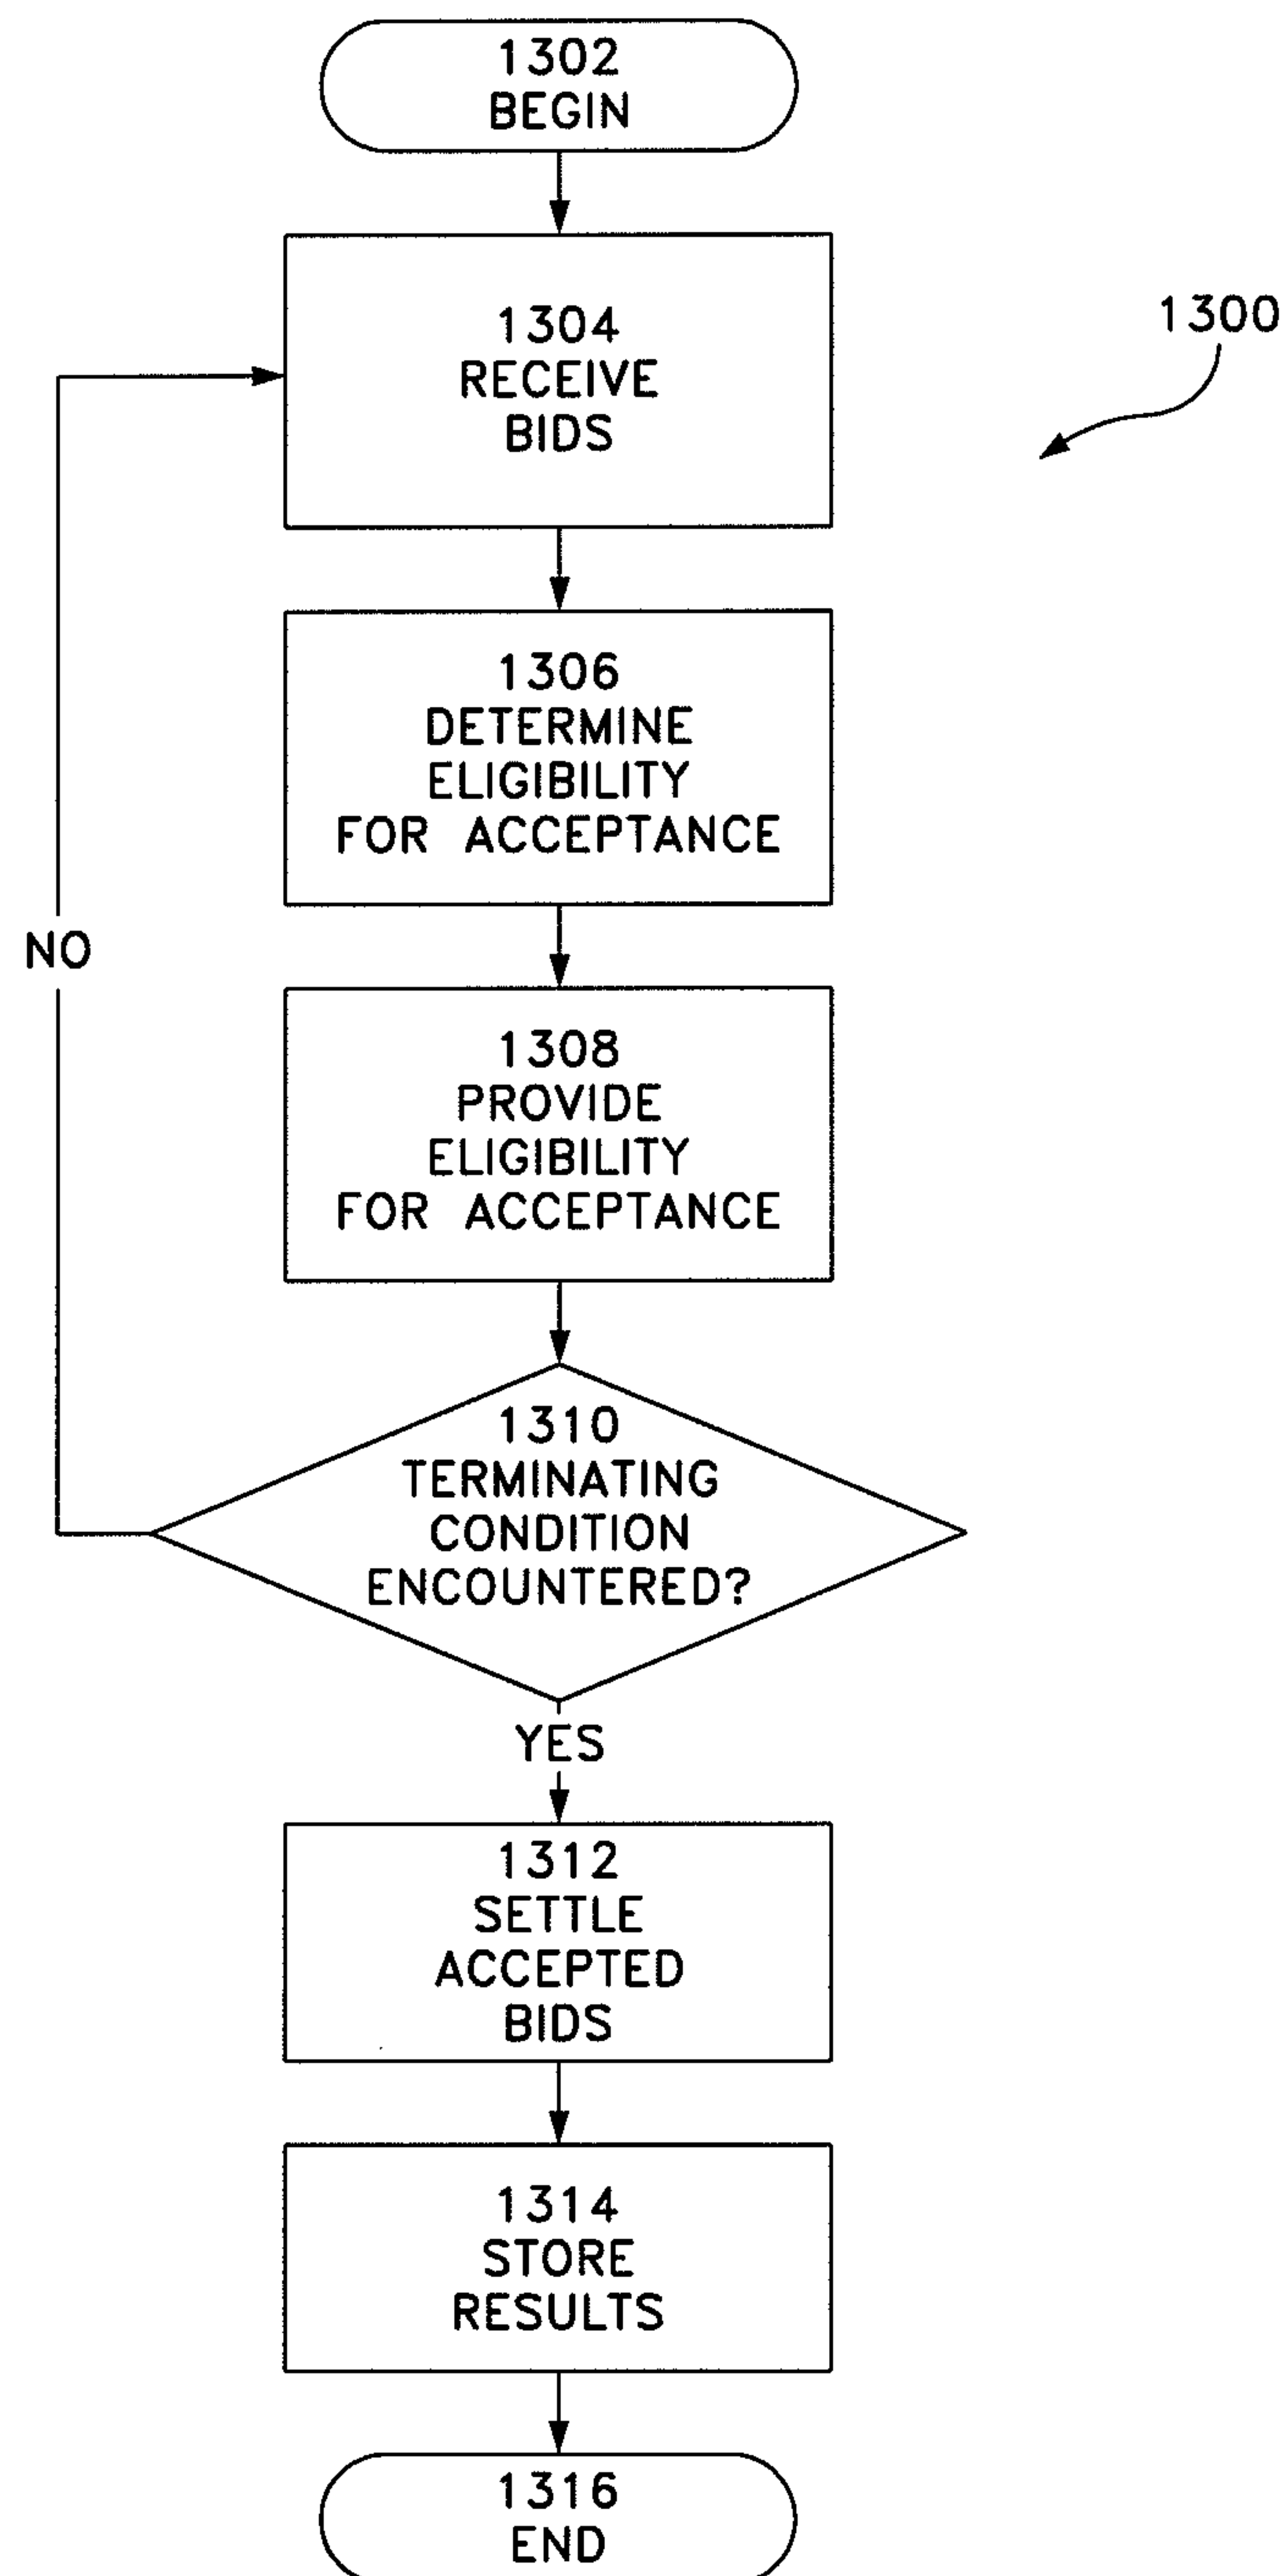 1302
BEGIN
1304
RECEIVE
BIDS
1300
1306
DETERMINE
ELIGIBILITY
FOR ACCEPTANCE
NO
1308
PROVIDE
ELIGIBILITY
FOR ACCEPTANCE
1310
TERMINATING
CONDITION
ENCOUNTERED?
YES
1312
SETTLE
ACCEPTED
BIDS
1314
STORE
RESULTS
1316
END